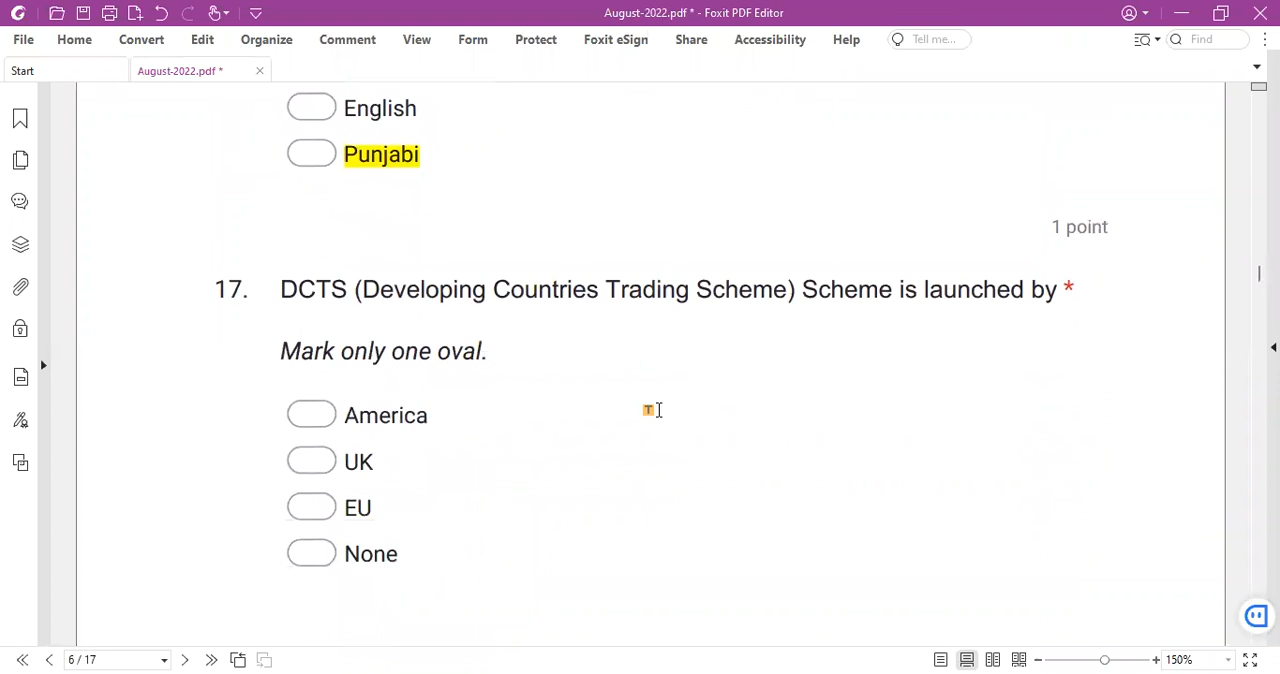 August-2022.pdf * - Foxit PDF Editor
File Home Convert Edit Organize Comment View Form Protect Foxit eSign Share Accessibility Help Tell me... Find
Start August-2022.pdf *
English
Punjabi
1 point
17. DCTS (Developing Countries Trading Scheme) Scheme is launched by *
Mark only one oval.
America
UK
EU
None
6 / 17 150%